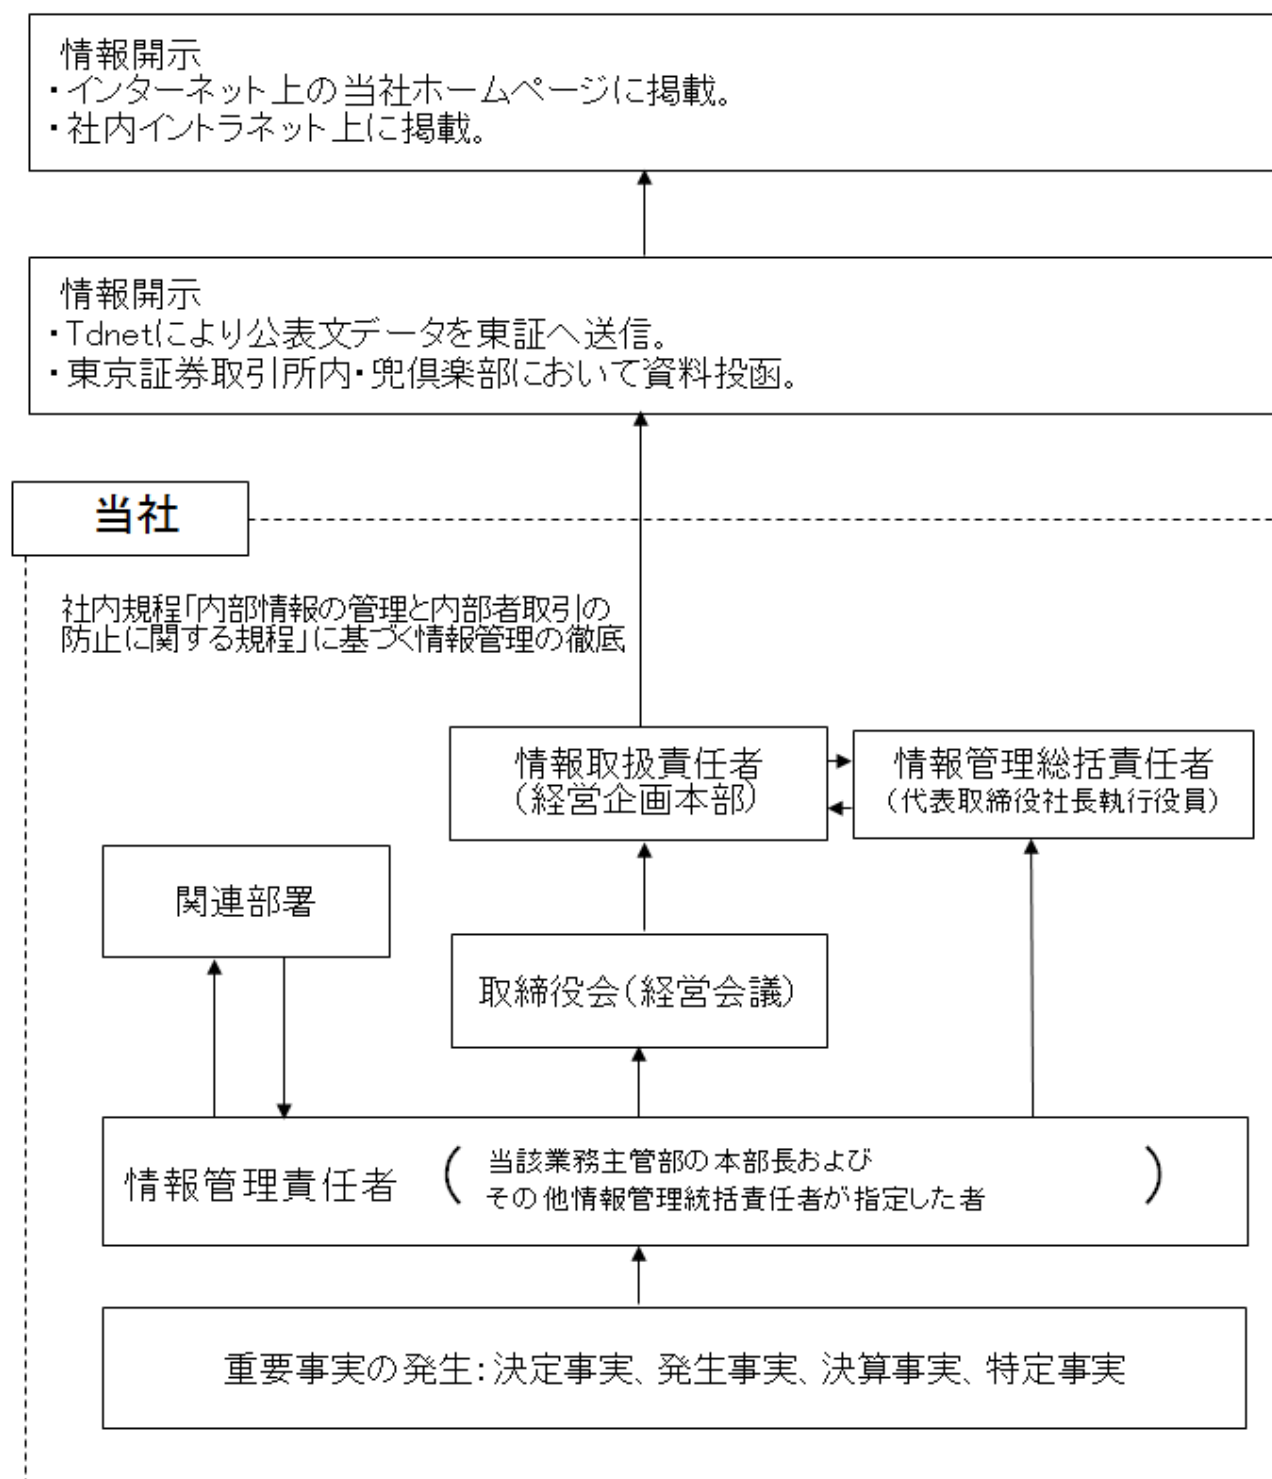 情報開示
・インターネット上の当社ホームページに掲載。
・社内イントラネット上に掲載。
情報開示
・Tdnetにより公表文データを東証へ送信。
・東京証券取引所内・兜倶楽部において資料投函。
当社
社内規程「内部情報の管理と内部者取引の
防止に関する規程」に基づく情報管理の徹底
情報取扱責任者
（経営企画本部）
情報管理総括責任者
（代表取締役社長執行役員）
関連部署
取締役会（経営会議）
情報管理責任者
（当該業務主管部の本部長および
その他情報管理統括責任者が指定した者）
重要事実の発生：決定事実、発生事実、決算事実、特定事実